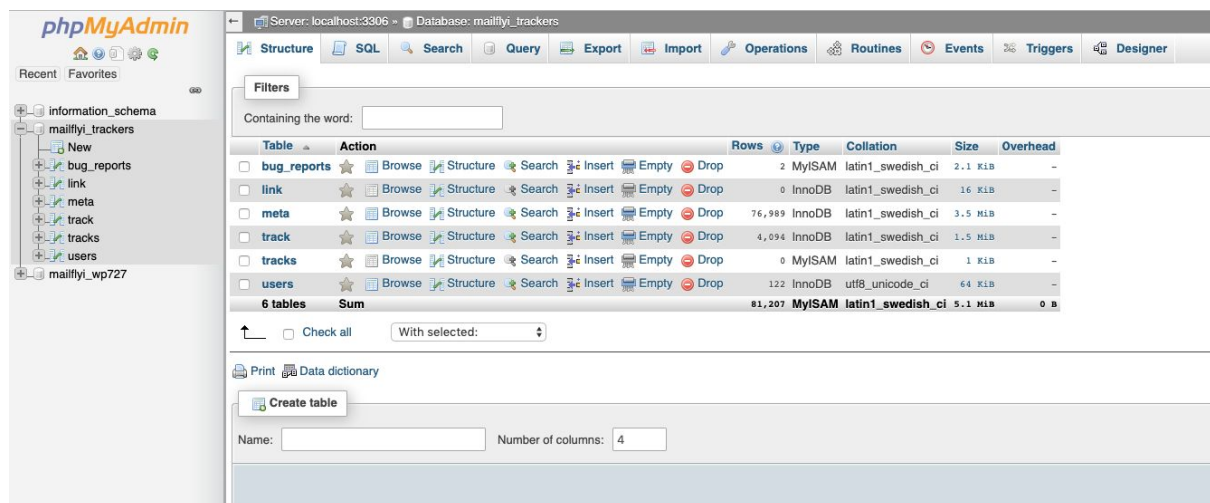 phpMyAdmin
Recent Favorites
information_schema
mailflyi_trackers
New
bug_reports
link
meta
track
tracks
users
mailflyi_wp727
Server: localhost:3306 » Database: mailflyi_trackers
Structure SQL Search Query Export Import Operations Routines Events Triggers Designer
Filters
Containing the word:
Table Action Rows Type Collation Size Overhead
bug_reports Browse Structure Search Insert Empty Drop 2 MyISAM latin1_swedish_ci 2.1 KiB -
link Browse Structure Search Insert Empty Drop 0 InnoDB latin1_swedish_ci 16 KiB -
meta Browse Structure Search Insert Empty Drop 76,989 InnoDB latin1_swedish_ci 3.5 MiB -
track Browse Structure Search Insert Empty Drop 4,094 InnoDB latin1_swedish_ci 1.5 MiB -
tracks Browse Structure Search Insert Empty Drop 0 MyISAM latin1_swedish_ci 1 KiB -
users Browse Structure Search Insert Empty Drop 122 InnoDB utf8_unicode_ci 64 KiB -
6 tables Sum 81,207 MyISAM latin1_swedish_ci 5.1 MiB 0 B
Check all With selected:
Print Data dictionary
Create table
Name: Number of columns: 4